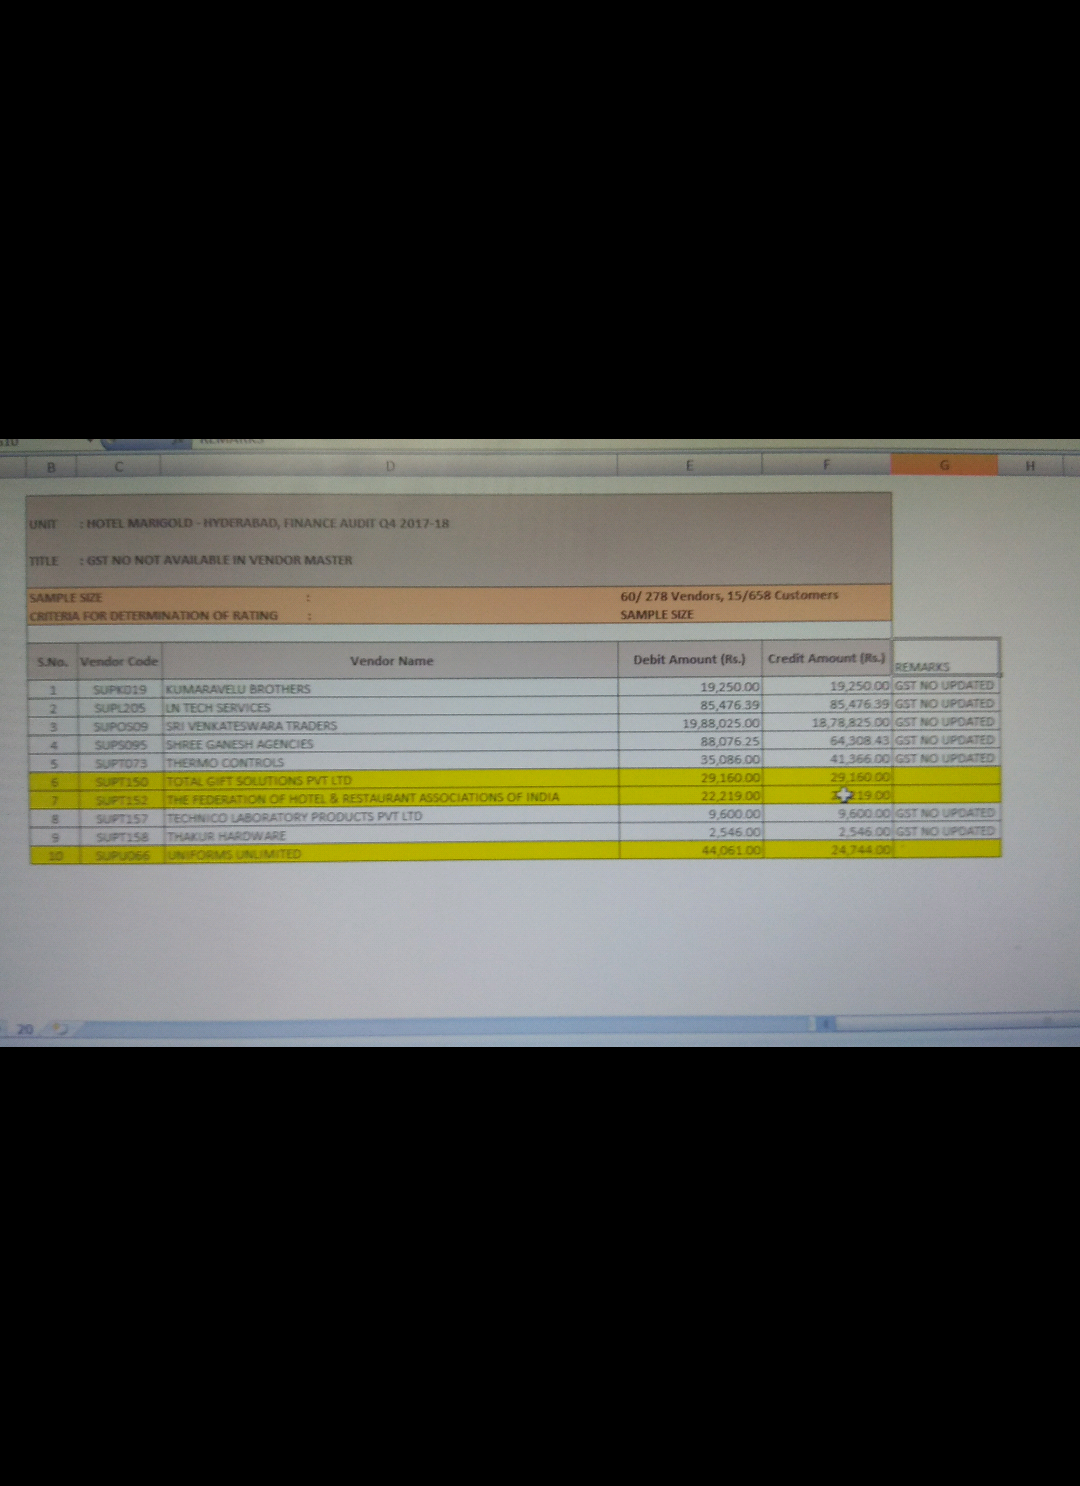 B C D E F G H
UNIT : HOTEL MARIGOLD - HYDERABAD, FINANCE AUDIT Q4 2017-18
TITLE : GST NO NOT AVAILABLE IN VENDOR MASTER
SAMPLE SIZE : 60/ 278 Vendors, 15/658 Customers
CRITERIA FOR DETERMINATION OF RATING : SAMPLE SIZE
S.No. Vendor Code Vendor Name Debit Amount (Rs.) Credit Amount (Rs.) REMARKS
1 SUPK019 KUMARAVELU BROTHERS 19,250.00 19,250.00 GST NO UPDATED
2 SUPL205 LN TECH SERVICES 85,476.39 85,476.39 GST NO UPDATED
3 SRI VENKATESWARA TRADERS 19,88,025.00 18,78,825.00 GST NO UPDATED
4 SUPS095 SHREE GANESH AGENCIES 88,076.25 64,308.43 GST NO UPDATED
5 SUPT073 THERMO CONTROLS 35,086.00 41,366.00 GST NO UPDATED
6 SUPT150 TOTAL GIFT SOLUTIONS PVT LTD 29,160.00 29,160.00
7 SUPT152 THE FEDERATION OF HOTEL & RESTAURANT ASSOCIATIONS OF INDIA 22,219.00
8 SUPT157 TECHNICO LABORATORY PRODUCTS PVT LTD 9,600.00 9,600.00 GST NO UPDATED
9 SUPT158 THAKUR HARDWARE 2,546.00 2,546.00 GST NO UPDATED
10 SUPU066 UNIFORMS UNLIMITED 44,061.00 24,744.00
20